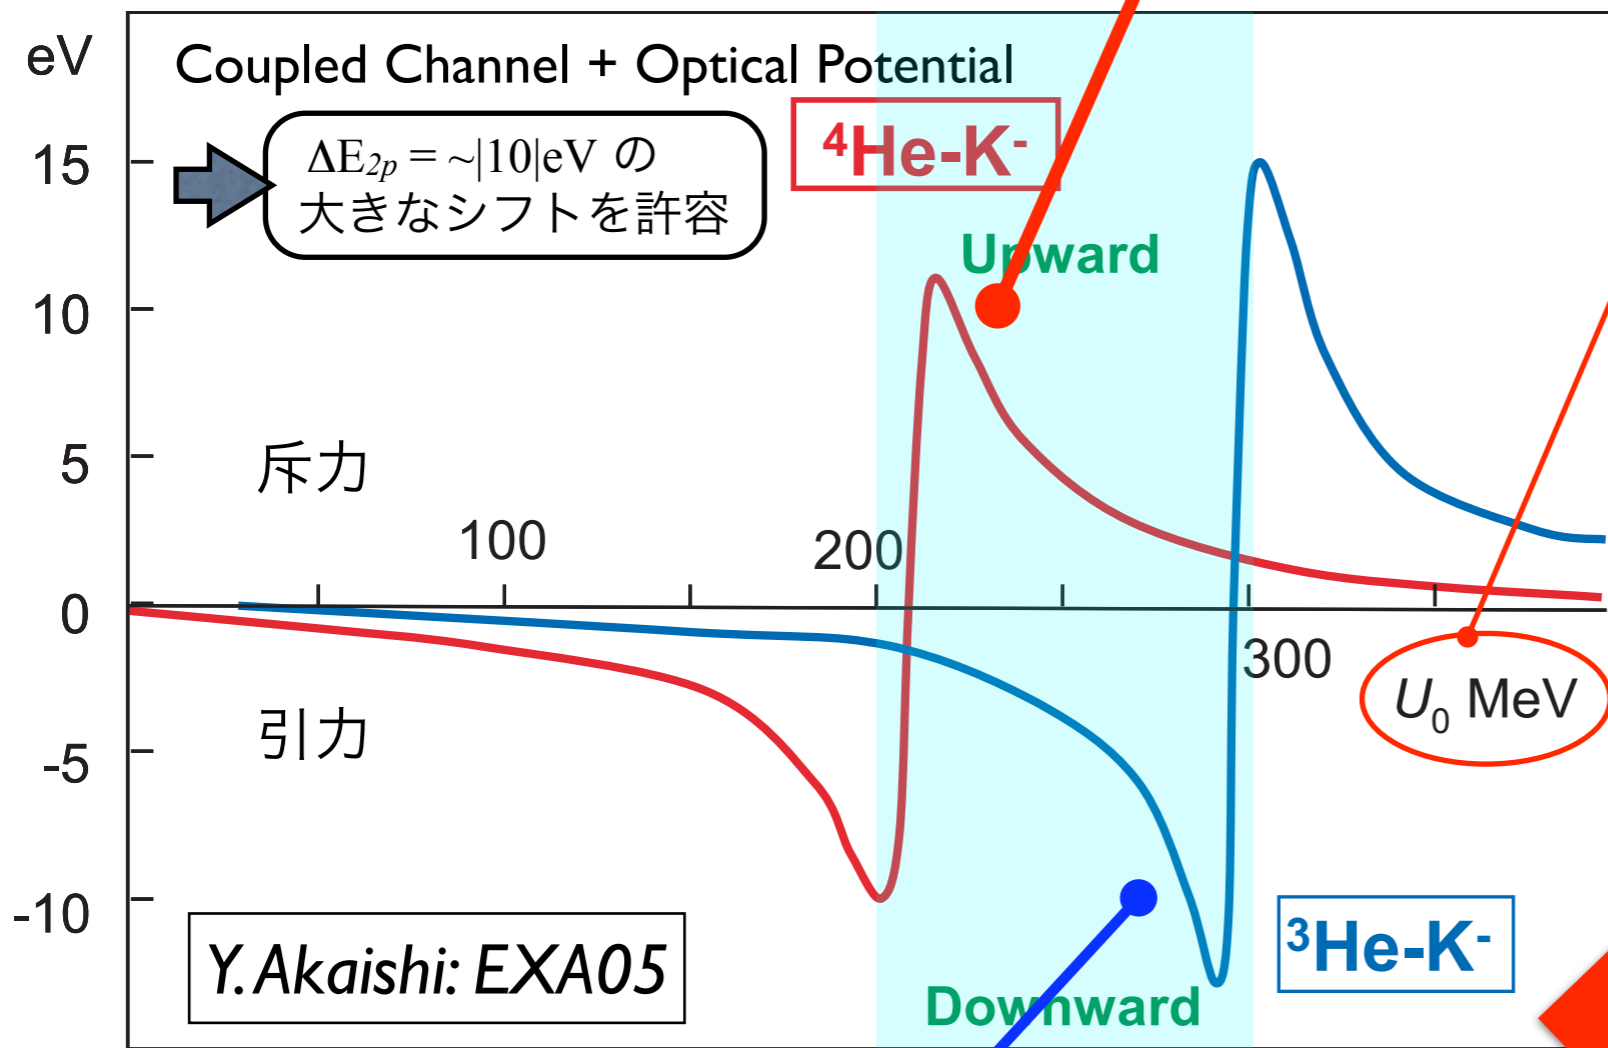 eV
Coupled Channel + Optical Potential
ΔE2p = ~|10|eV の
大きなシフトを許容
⁴He-K⁻
Upward
15
10
5
0
-5
-10
斥力
100
200
300
引力
U₀ MeV
Y. Akaishi: EXA05
³He-K⁻
Downward